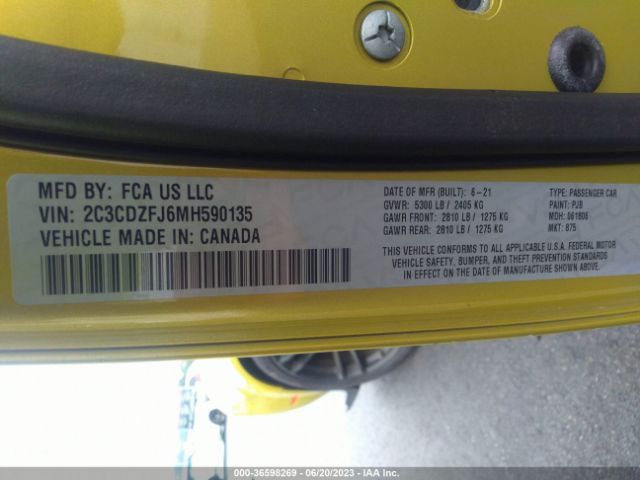 MFD BY: FCA US LLC
VIN: 2C3CDZFJ6MH590135
VEHICLE MADE IN: CANADA
DATE OF MFR (BUILT): 6-21
GVWR: 5300 LB / 2405 KG
GAWR FRONT: 2810 LB / 1275 KG
GAWR REAR: 2810 LB / 1275 KG
TYPE: PASSENGER CAR
PAINT: PJB
MDH: 061806
MKT: 875
THIS VEHICLE CONFORMS TO ALL APPLICABLE U.S.A. FEDERAL MOTOR
VEHICLE SAFETY, BUMPER, AND THEFT PREVENTION STANDARDS
IN EFFECT ON THE DATE OF MANUFACTURE SHOWN ABOVE.
000-36598269 - 06/20/2023 - IAA Inc.